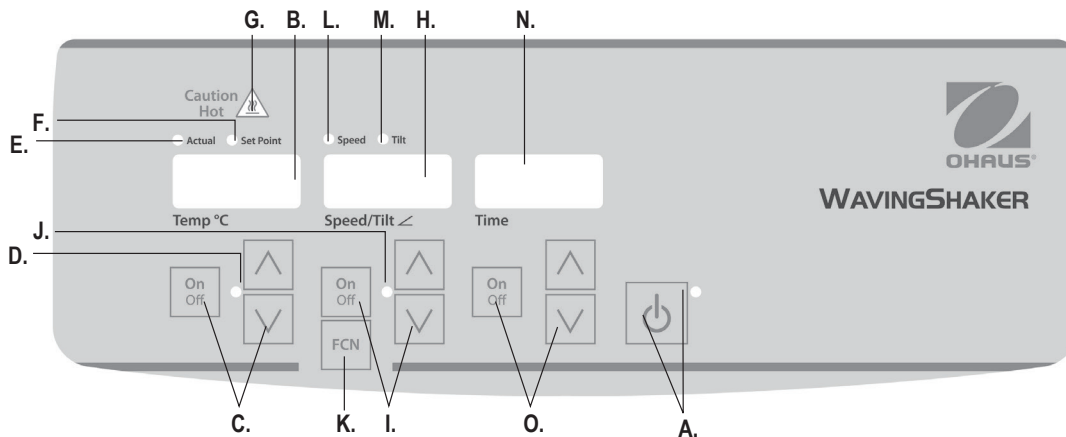 G. B. L. M. H. N.
Caution
Hot
F.
E.
Actual Set Point Speed Tilt
OHAUS®
WAVINGSHAKER
Temp °C Speed/Tilt ∠ Time
J.
D.
On
Off
On
Off
On
Off
FCN
C. K. I. O. A.